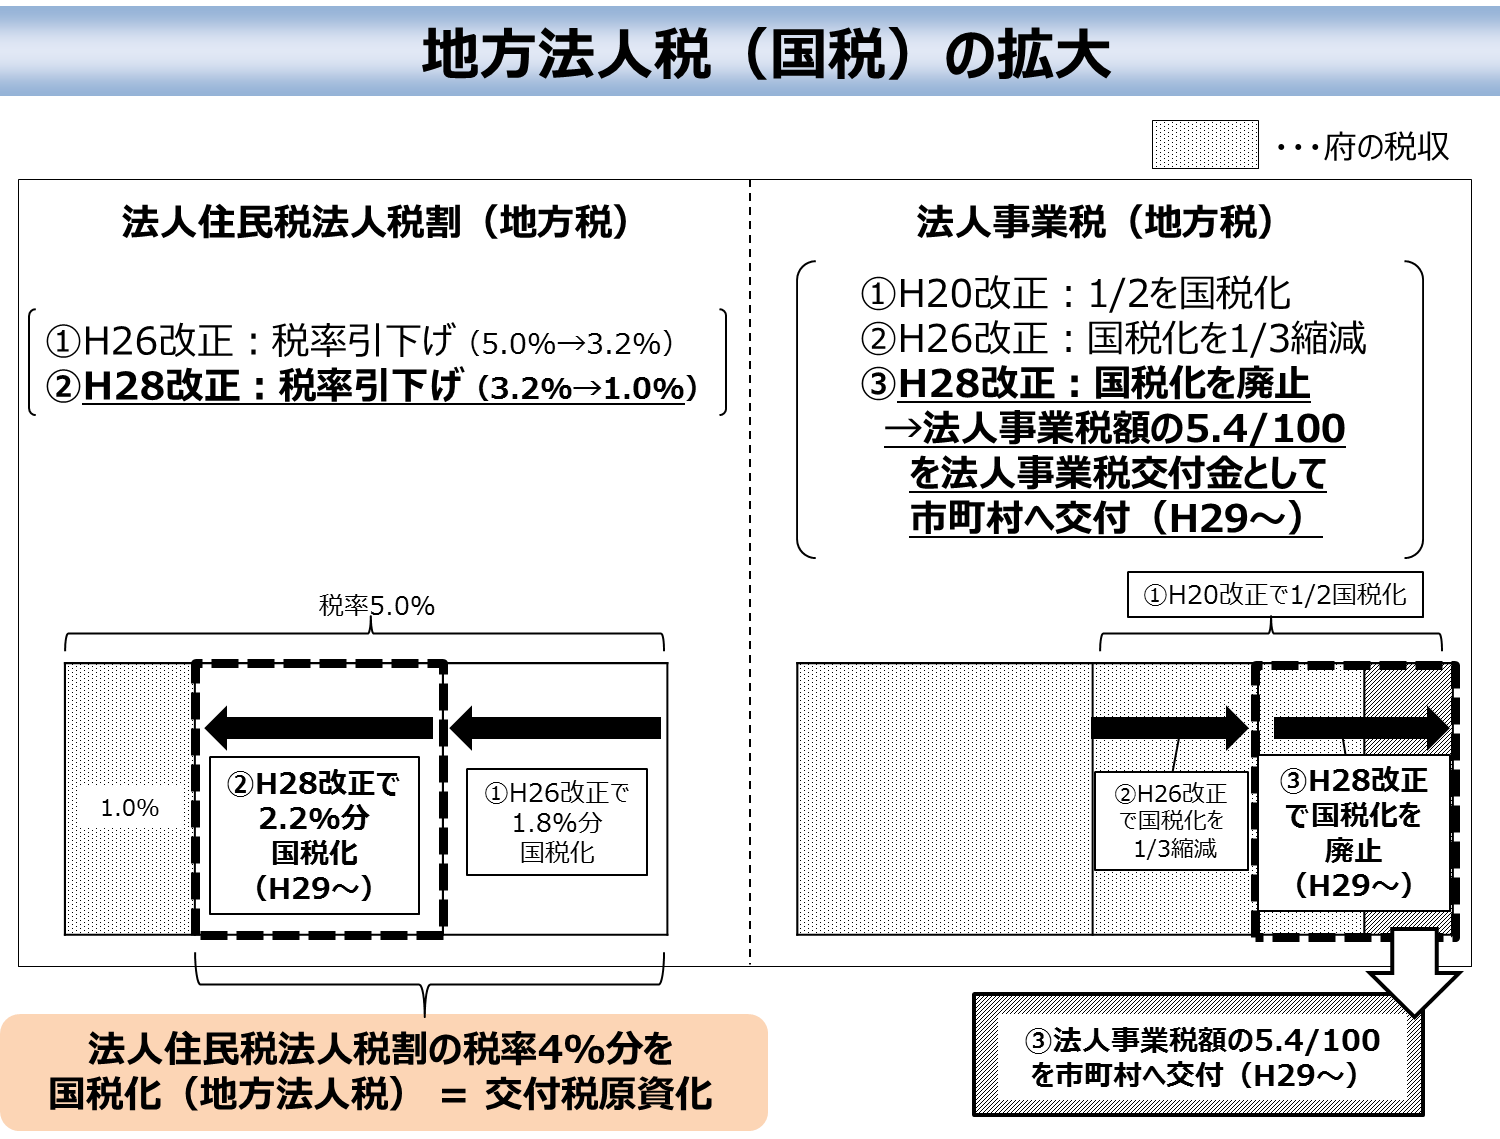 地方法人税（国税）の拡大
･･･府の税収
法人住民税法人税割（地方税）
①H26改正：税率引下げ（5.0%→3.2%）
②H28改正：税率引下げ（3.2%→1.0%）
税率5.0%
1.0%
②H28改正で
2.2%分
国税化
（H29～）
①H26改正で
1.8%分
国税化
法人住民税法人税割の税率4%分を
国税化（地方法人税） ＝ 交付税原資化
法人事業税（地方税）
①H20改正：1/2を国税化
②H26改正：国税化を1/3縮減
③H28改正：国税化を廃止
→法人事業税額の5.4/100
を法人事業税交付金として
市町村へ交付（H29～）
①H20改正で1/2国税化
②H26改正
で国税化を
1/3縮減
③H28改正
で国税化を
廃止
（H29～）
③法人事業税額の5.4/100
を市町村へ交付（H29～）